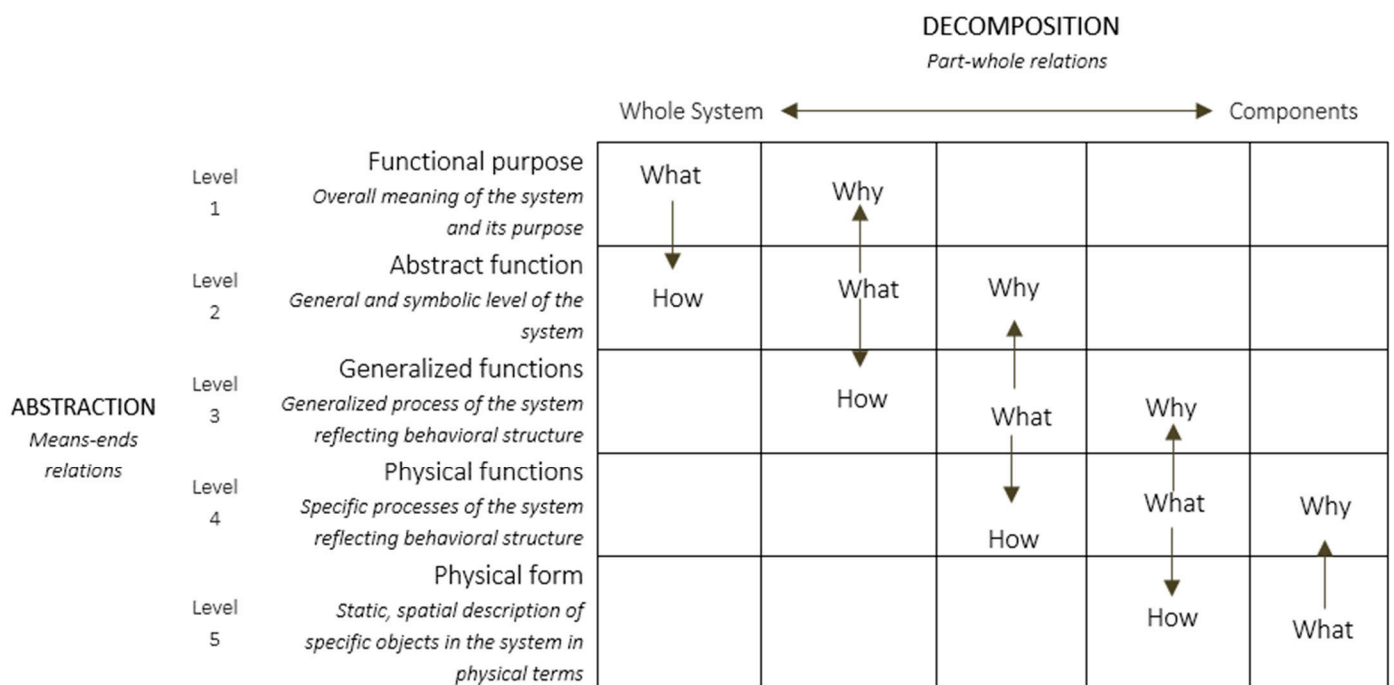 DECOMPOSITION
Part-whole relations
Whole System
Components
Level
1
Functional purpose
Overall meaning of the system
and its purpose
What
Why
Level
2
Abstract function
General and symbolic level of the
system
How
What
Why
Level
3
Generalized functions
Generalized process of the system
reflecting behavioral structure
How
What
Why
ABSTRACTION
Means-ends
relations
Level
4
Physical functions
Specific processes of the system
reflecting behavioral structure
How
What
Why
Level
5
Physical form
Static, spatial description of
specific objects in the system in
physical terms
How
What